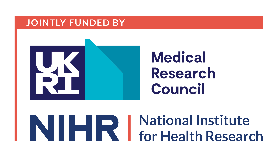 JOINTLY FUNDED BY
UK
RI
Medical
Research
Council
NIHR
National Institute
for Health Research